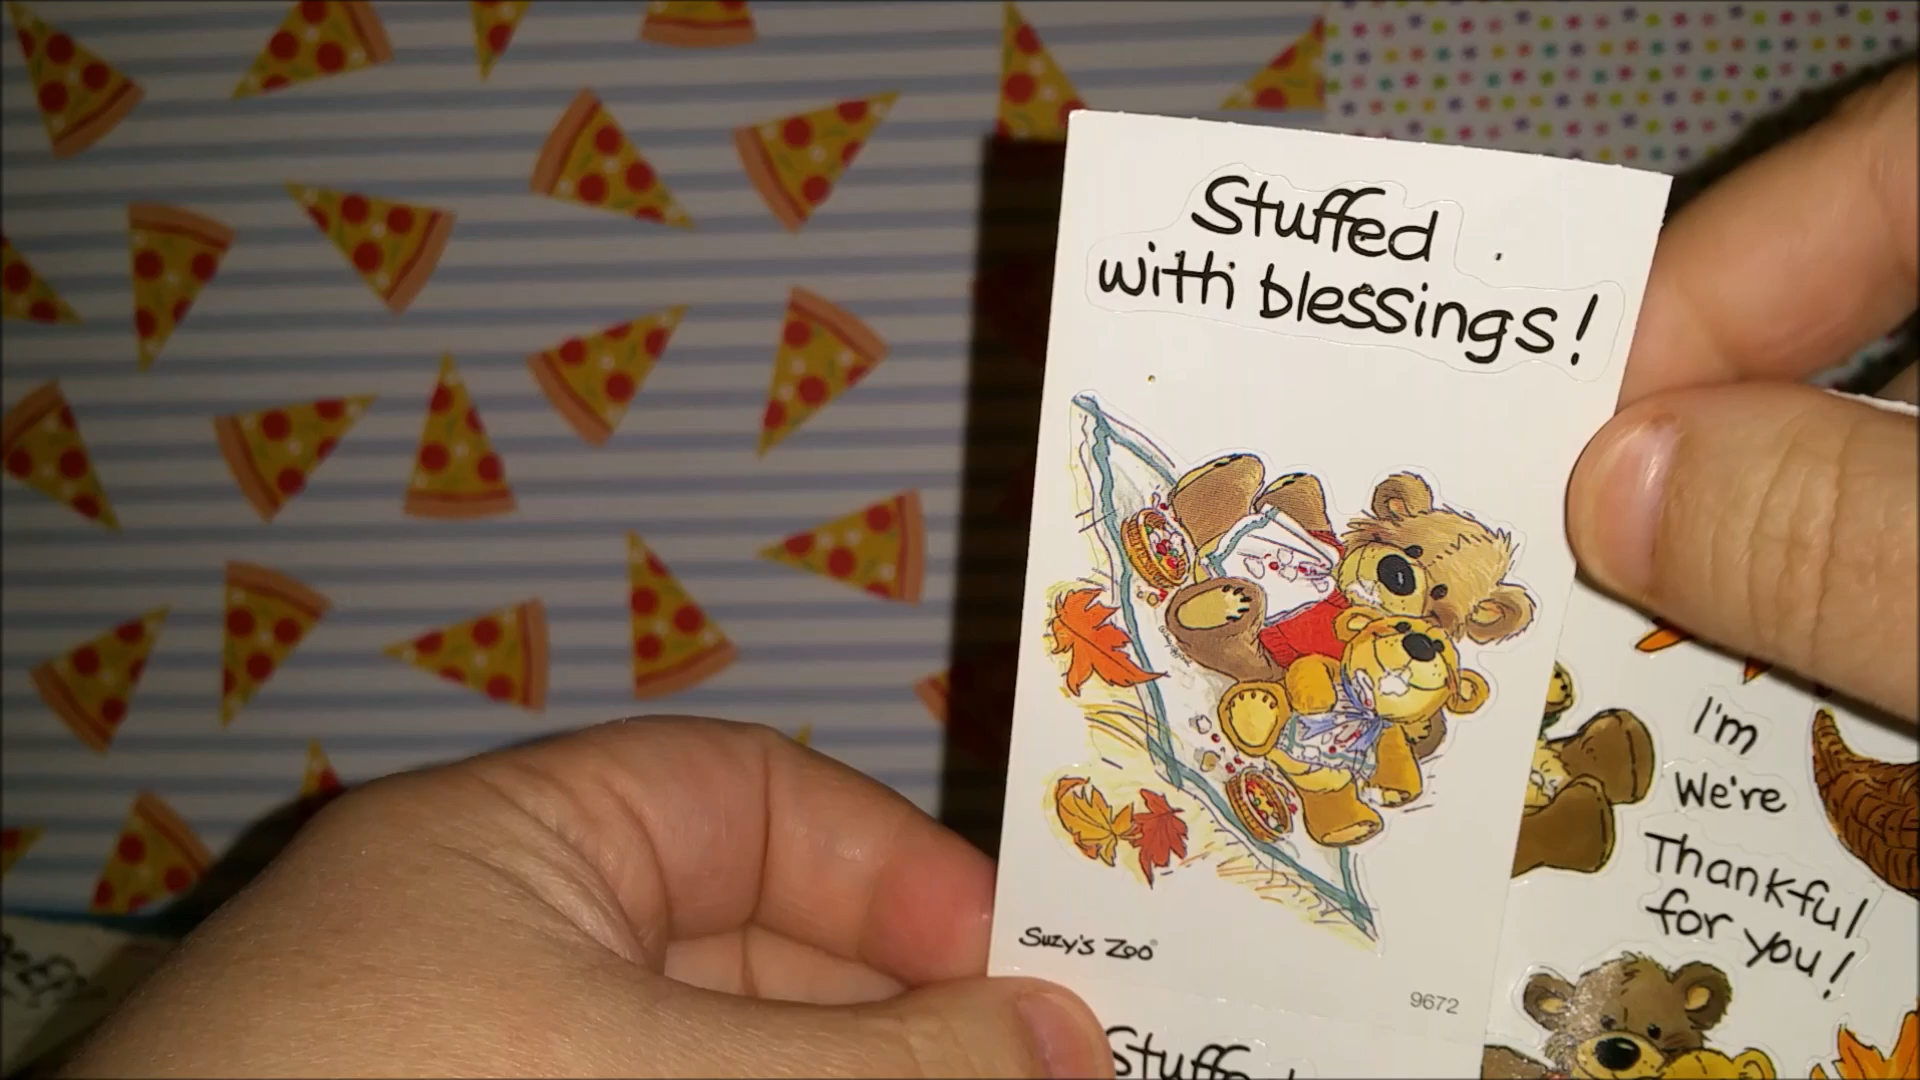 Stuffed
with blessings!
Suzy's Zoo®
9672
I'm
We're
Thankful
for you!